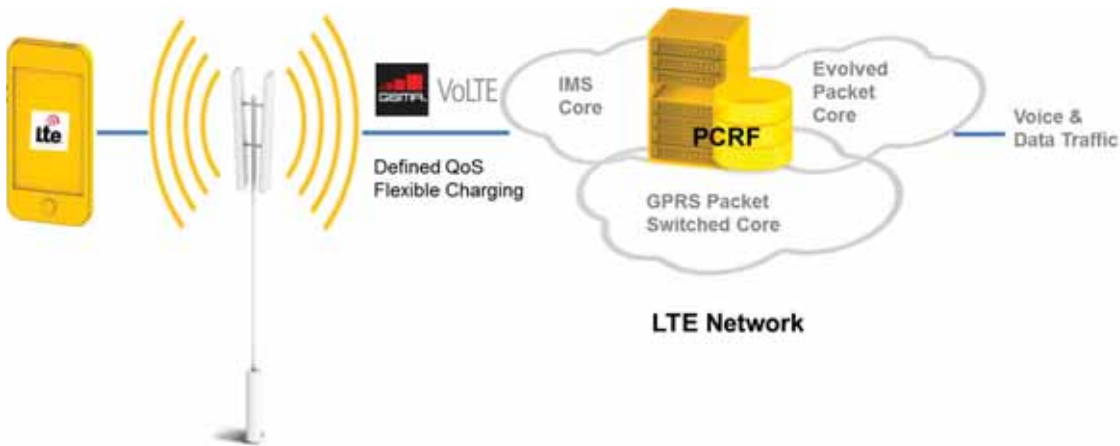 Lte
GSMA
VoLTE
Defined QoS
Flexible Charging
IMS
Core
PCRF
Evolved
Packet
Core
GPRS Packet
Switched Core
Voice &
Data Traffic
LTE Network